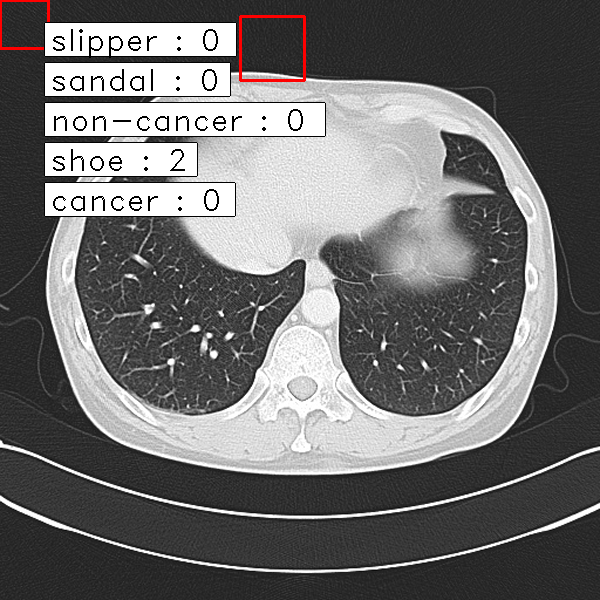 slipper : 0
sandal : 0
non-cancer : 0
shoe : 2
cancer : 0